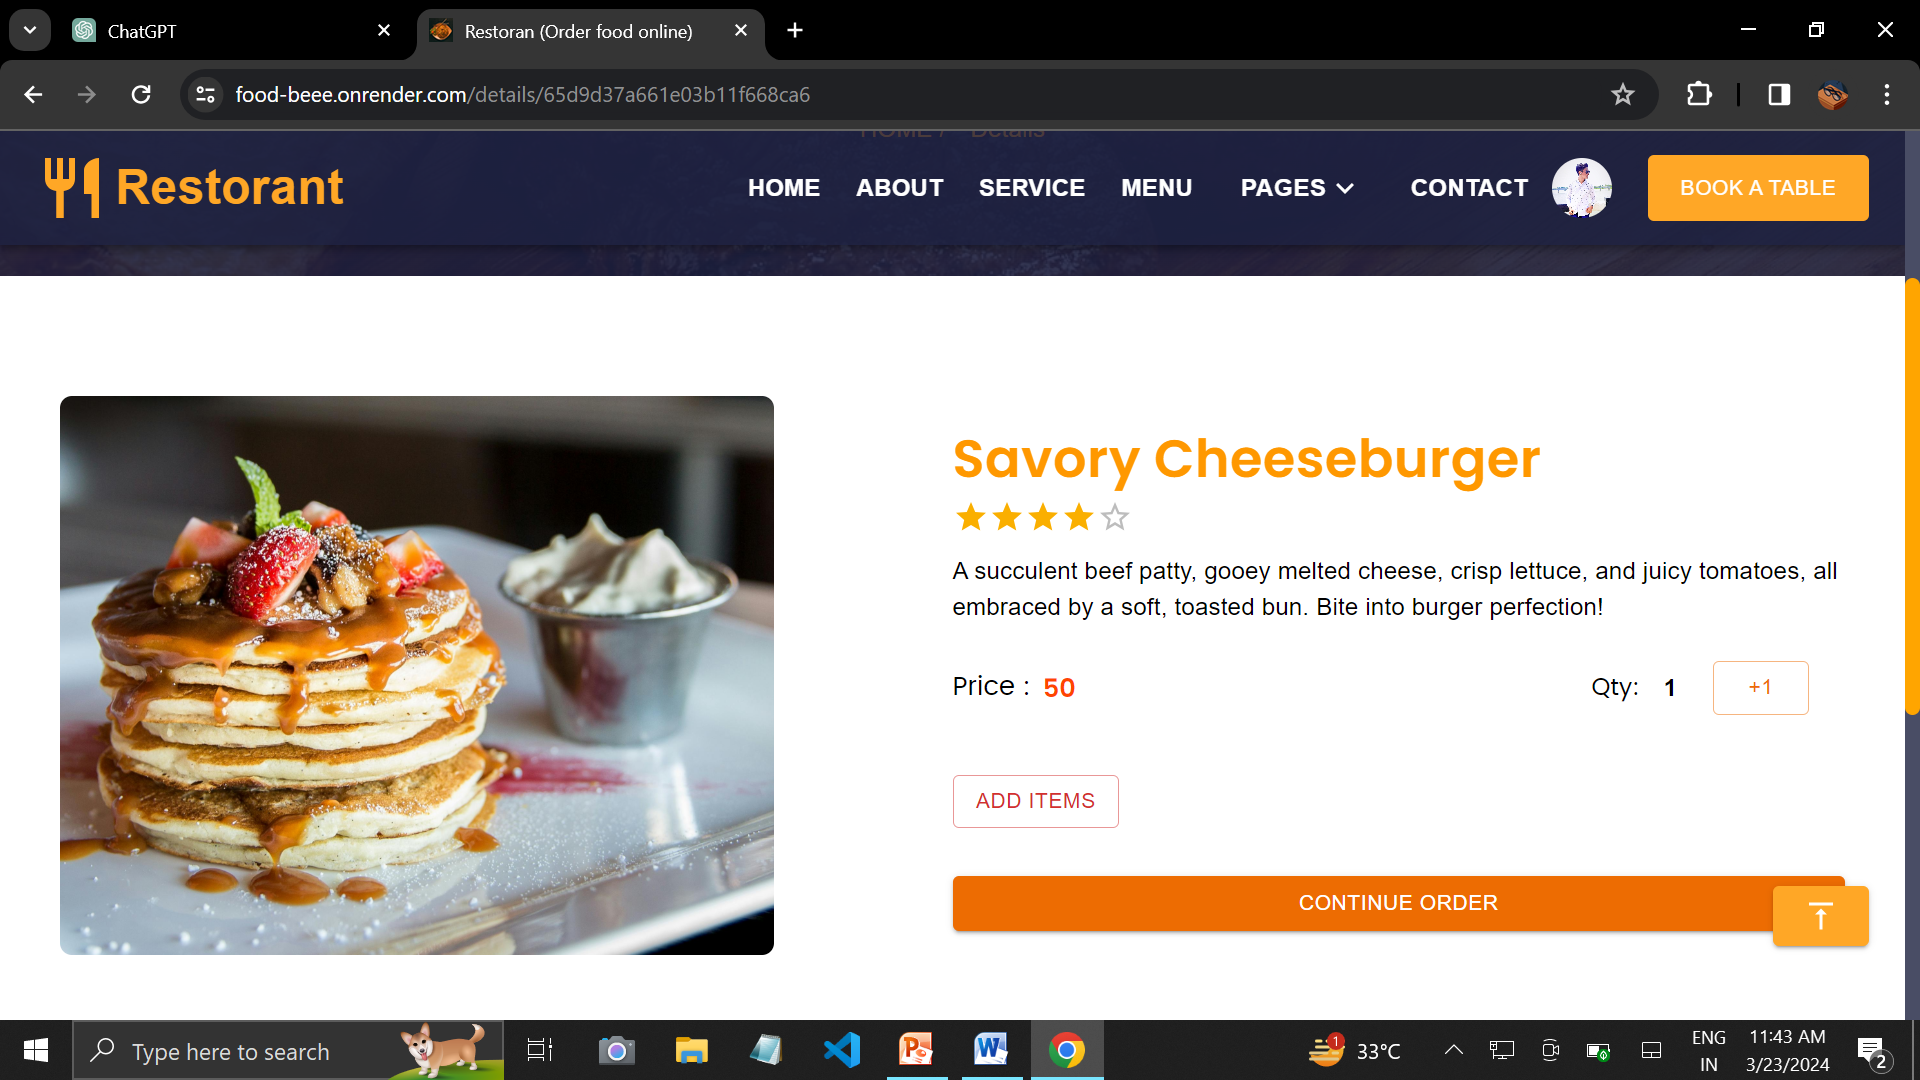 ChatGPT
Restoran (Order food online)
food-beee.onrender.com/details/65d9d37a661e03b11f668ca6
HOME / Details
Restorant
HOME ABOUT SERVICE MENU PAGES CONTACT BOOK A TABLE
Savory Cheeseburger
A succulent beef patty, gooey melted cheese, crisp lettuce, and juicy tomatoes, all
embraced by a soft, toasted bun. Bite into burger perfection!
Price : 50 Qty: 1 +1
ADD ITEMS
CONTINUE ORDER
Type here to search
1
33°C
ENG
IN
11:43 AM
3/23/2024
2